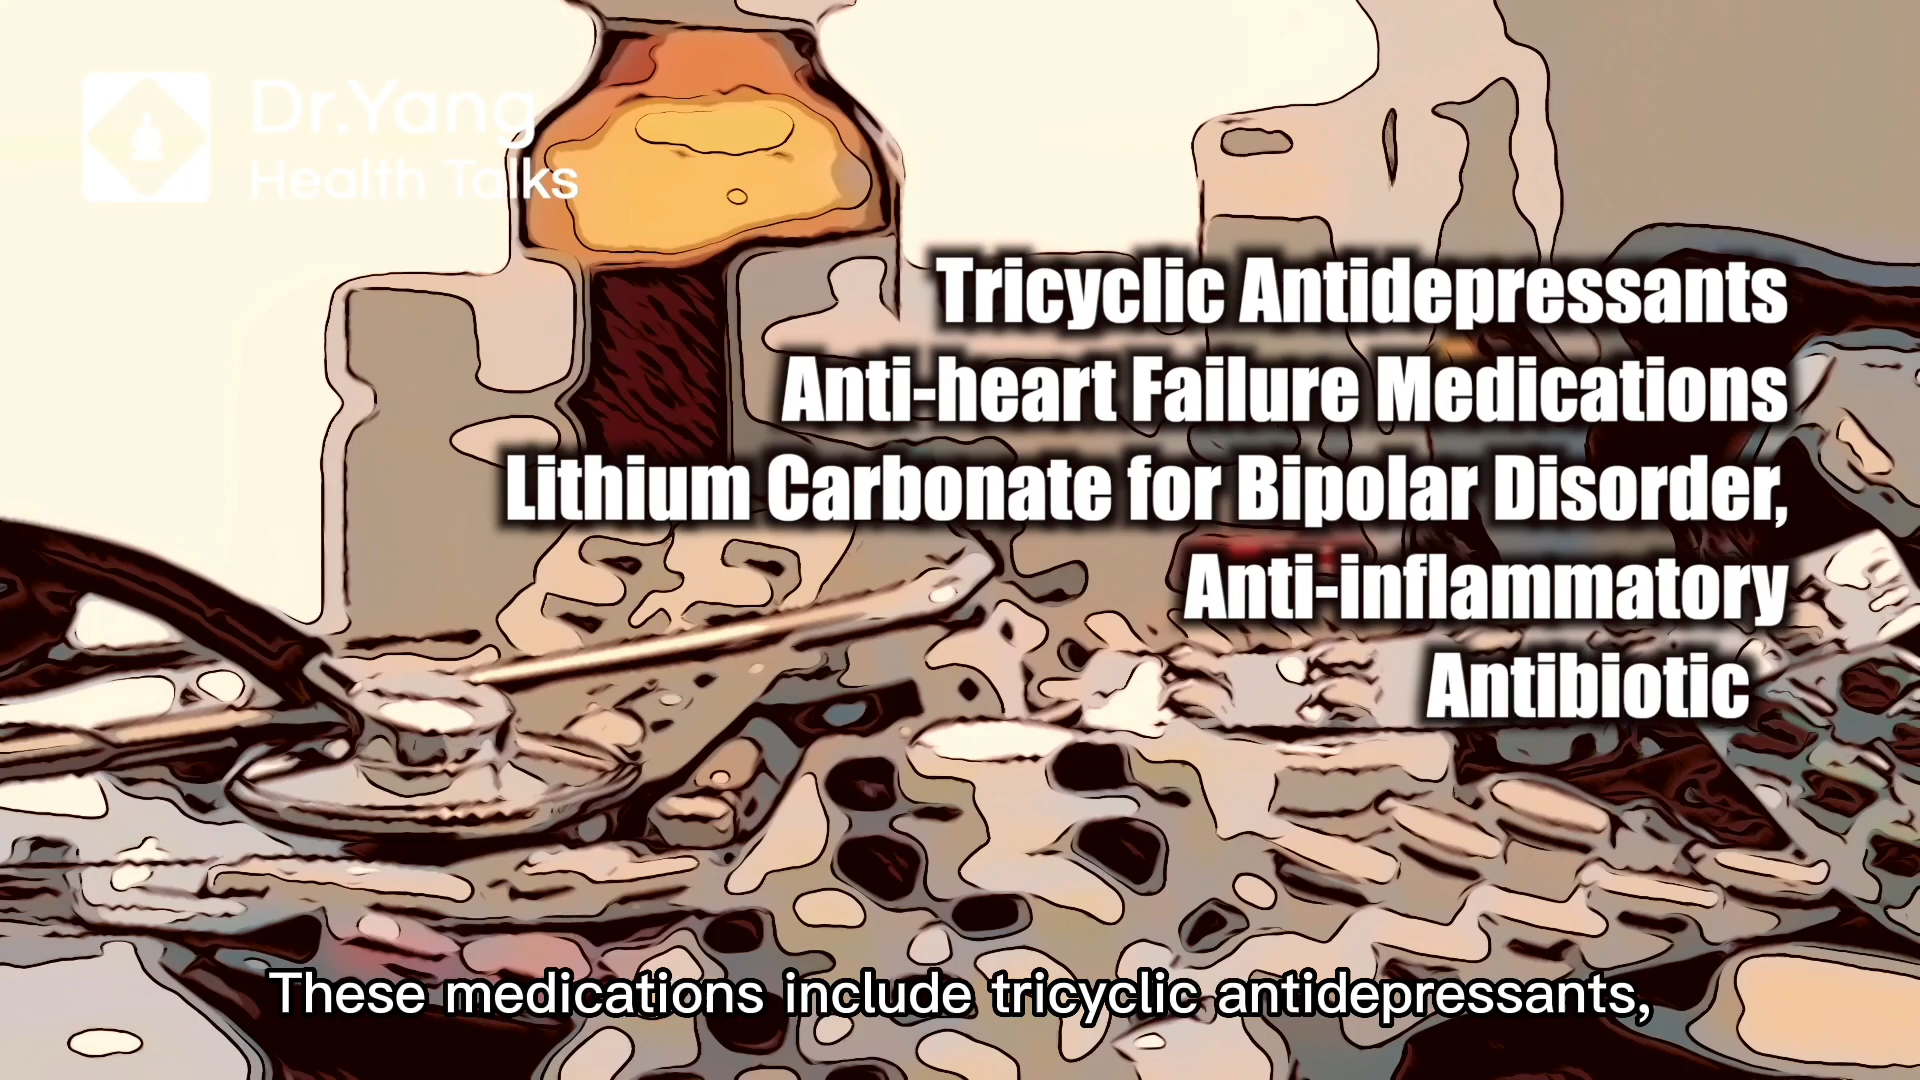 Dr.Yang
Health Talks
Tricyclic Antidepressants
Anti-heart Failure Medications
Lithium Carbonate for Bipolar Disorder,
Anti-inflammatory
Antibiotic
These medications include tricyclic antidepressants,